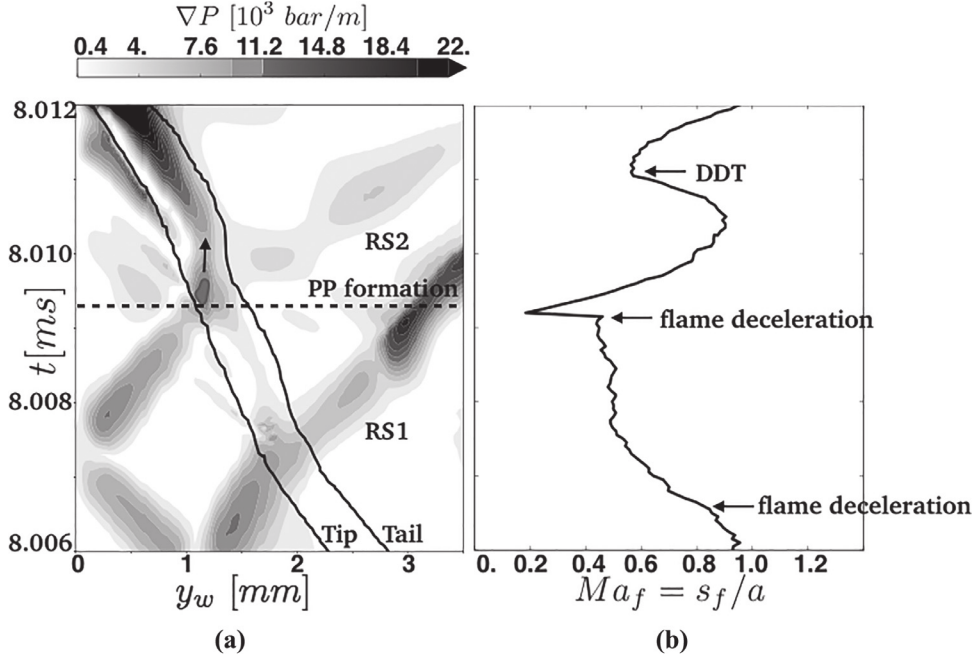 ∇P [10³ bar/m]
0.4 4. 7.6 11.2 14.8 18.4 22.
8.012
8.010
8.008
8.006
t [ms]
RS2
PP formation
RS1
Tip Tail
0 1 2 3
y_w [mm]
(a)
DDT
flame deceleration
flame deceleration
0. 0.2 0.4 0.6 0.8 1.0 1.2
Ma_f = s_f/a
(b)